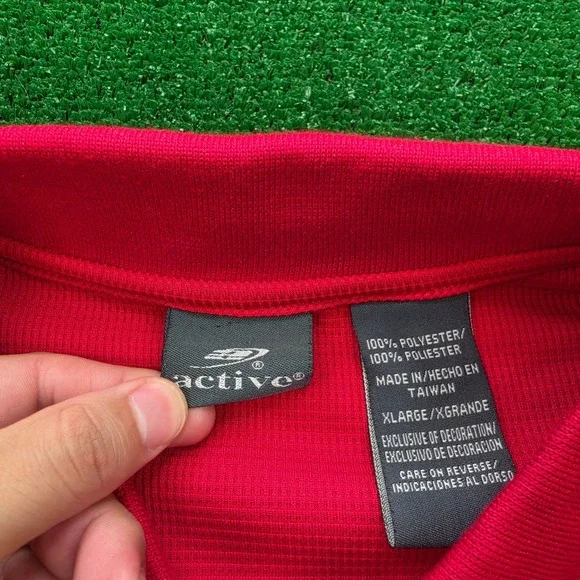 ®
active®
100% POLYESTER/
100% POLIESTER
MADE IN/HECHO EN
TAIWAN
XLARGE/XGRANDE
EXCLUSIVE OF DECORATION/
EXCLUSIVE DE DECORACION
CARE ON REVERSE/
INDICACIONES AL DORSO